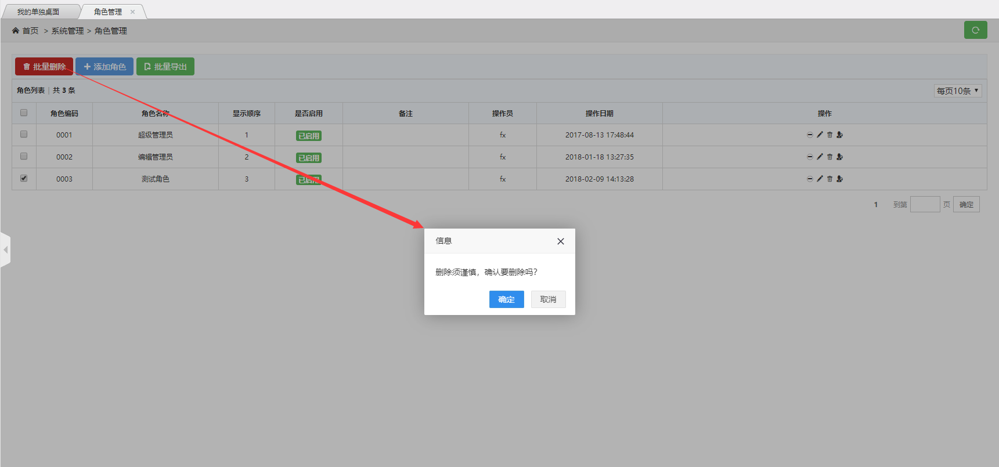 我的单独桌面 角色管理
首页 > 系统管理 > 角色管理
批量删除 添加角色 批量导出
角色列表 | 共 3 条 每页10条
角色编码 角色名称 显示顺序 是否启用 备注 操作员 操作日期 操作
0001 超级管理员 1 已启用 fx 2017-08-13 17:48:44
0002 编辑管理员 2 已启用 fx 2018-01-18 13:27:35
0003 测试角色 3 已启用 fx 2018-02-09 14:13:28
1 到第 页 确定
信息
删除须谨慎，确认要删除吗？
确定 取消